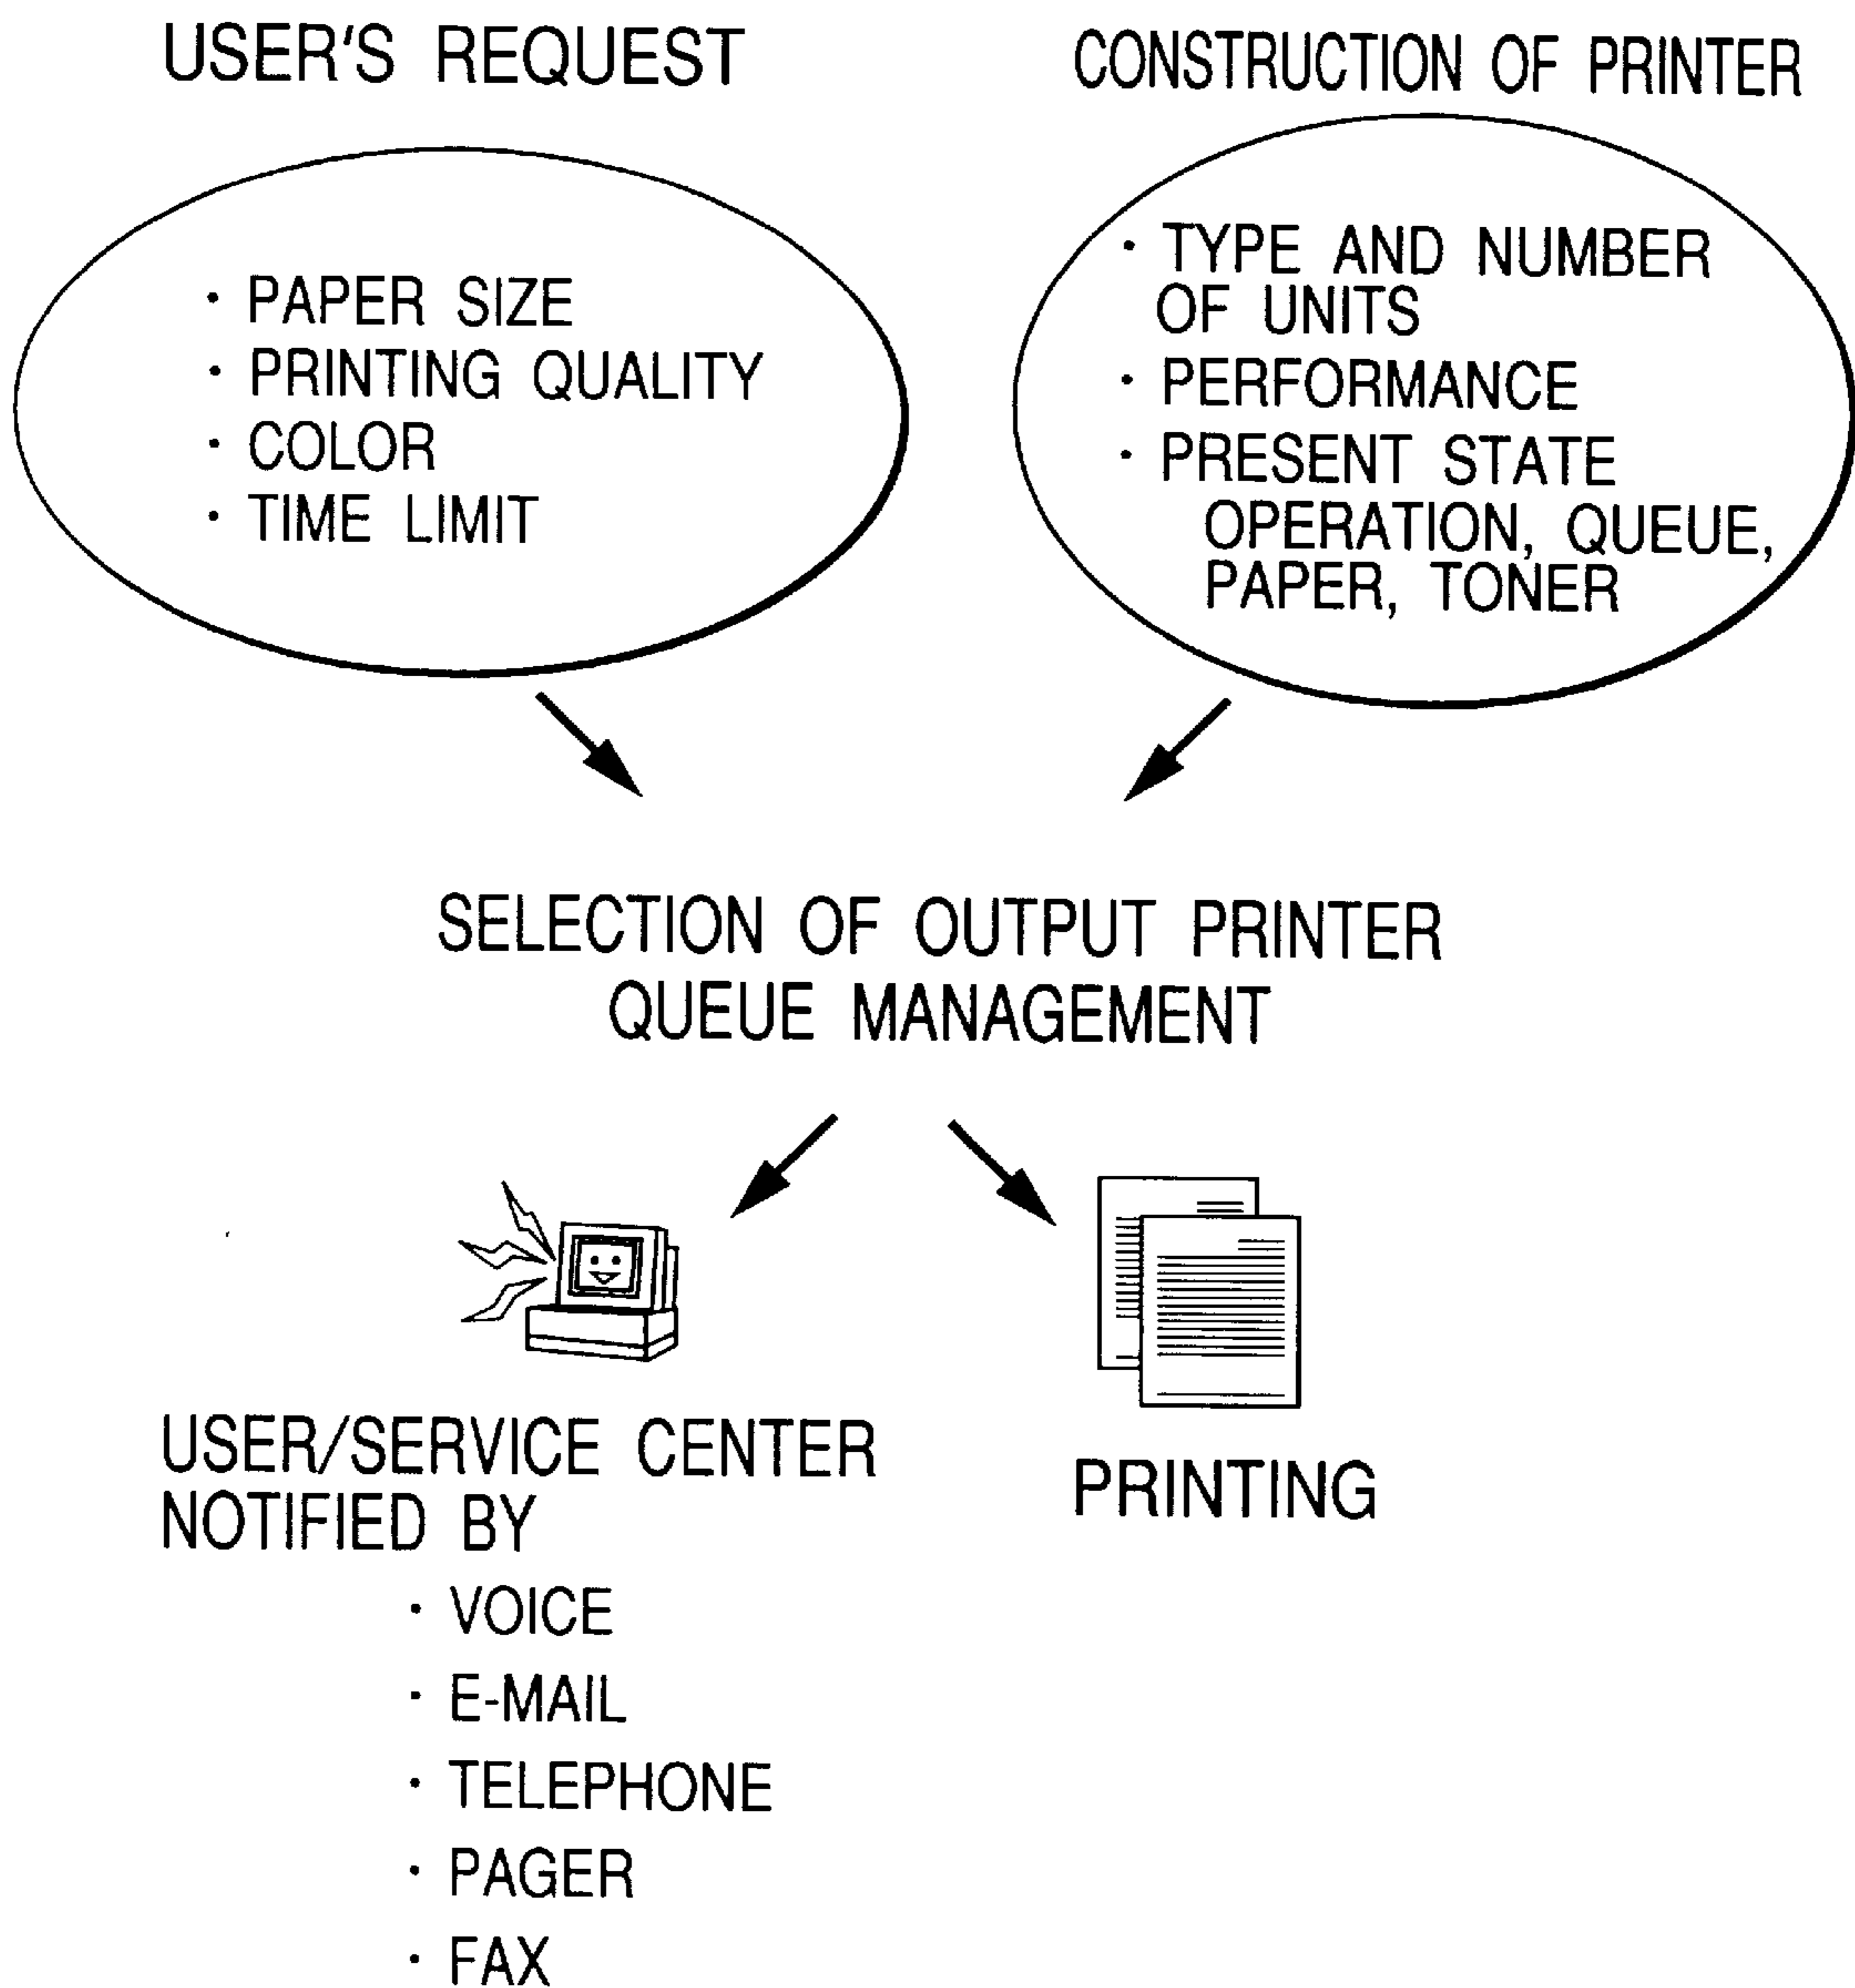 USER'S REQUEST
· PAPER SIZE
· PRINTING QUALITY
· COLOR
· TIME LIMIT
CONSTRUCTION OF PRINTER
· TYPE AND NUMBER
OF UNITS
· PERFORMANCE
· PRESENT STATE
OPERATION, QUEUE,
PAPER, TONER
SELECTION OF OUTPUT PRINTER
QUEUE MANAGEMENT
USER/SERVICE CENTER
NOTIFIED BY
· VOICE
· E-MAIL
· TELEPHONE
· PAGER
· FAX
PRINTING